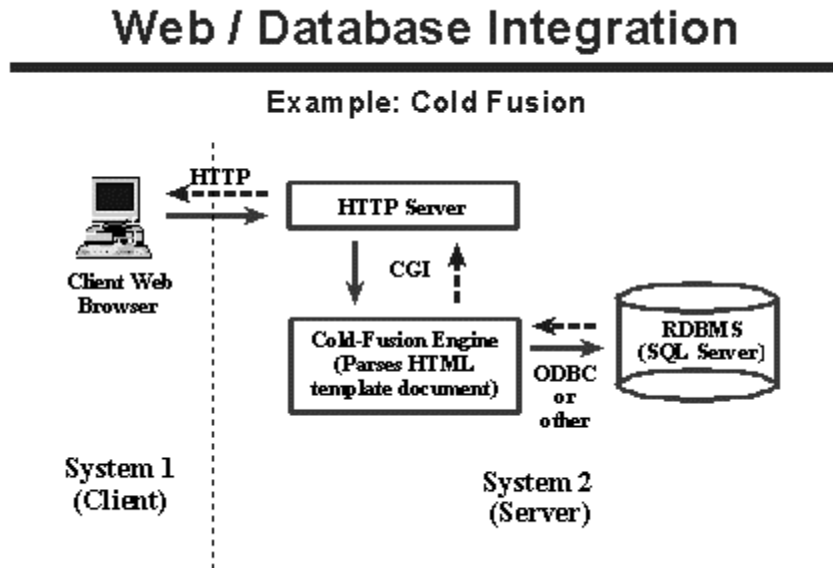 Web / Database Integration
Example: Cold Fusion
HTTP
HTTP Server
Client Web
Browser
CGI
Cold-Fusion Engine
(Parses HTML
template document)
RDBMS
(SQL Server)
ODBC
or
other
System 1
(Client)
System 2
(Server)